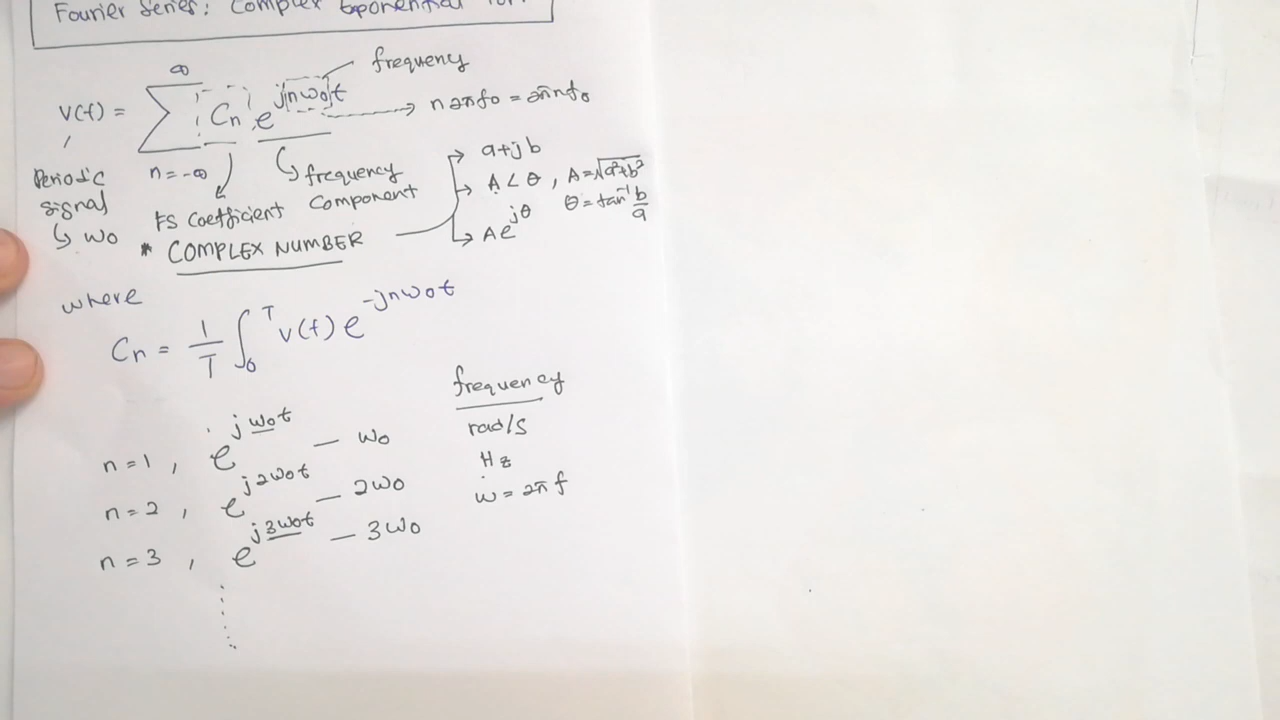 Fourier Series: Complex Exponential
∞
v(t) = Σ Cn e^jnω₀t
n = -∞
frequency
n2πf₀ = 2πnf₀
Periodic
signal
↳ ω₀
FS Coefficient
frequency
Component
* COMPLEX NUMBER
a+jb
A∠θ, A=√a²+b²
θ = tan⁻¹ b/a
Ae^jθ
where
Cn = 1/T ∫₀^T v(t) e^-jnω₀t
n=1, e^jω₀t — ω₀
n=2, e^j2ω₀t — 2ω₀
n=3, e^j3ω₀t — 3ω₀
frequency
rad/s
Hz
ω = 2πf